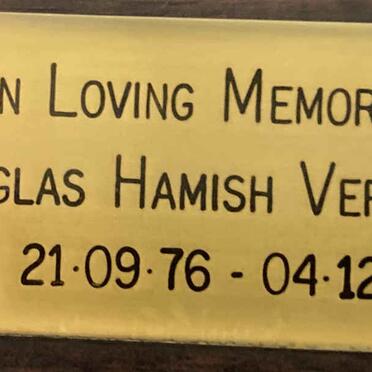 N LOVING MEMOR
GLAS HAMISH VER
21·09·76 - 04·12